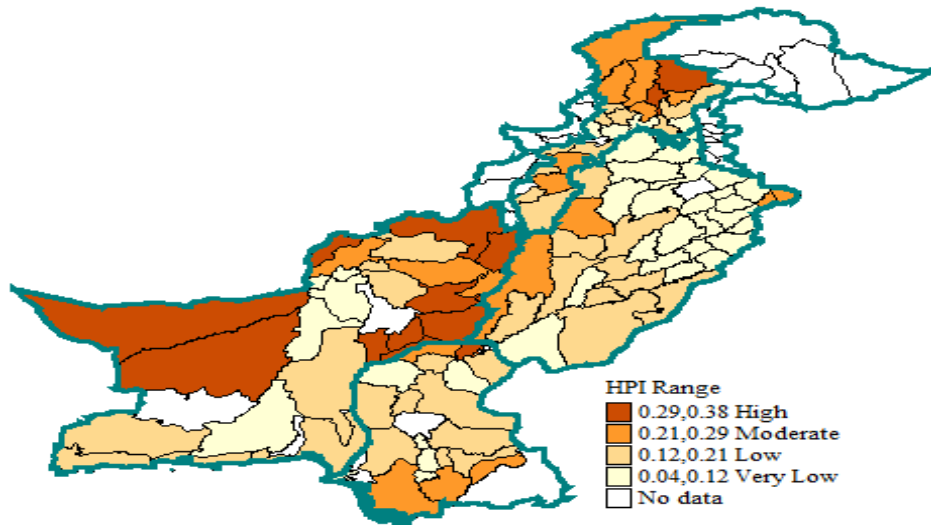 HPI Range
0.29,0.38 High
0.21,0.29 Moderate
0.12,0.21 Low
0.04,0.12 Very Low
No data